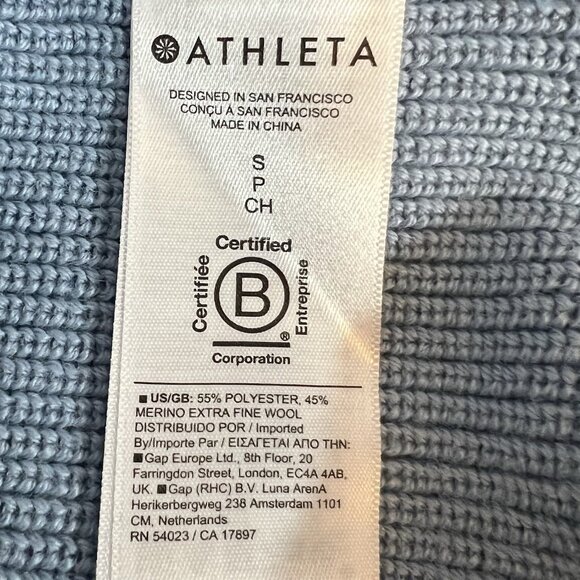 ATHLETA
DESIGNED IN SAN FRANCISCO
CONÇU À SAN FRANCISCO
MADE IN CHINA
S
P
CH
Certified
Certifiée
B
Entreprise
®
Corporation
■ US/GB: 55% POLYESTER, 45%
MERINO EXTRA FINE WOOL
DISTRIBUIDO POR / Imported
By/Importe Par / ΕΙΣΑΓΕΤΑΙ ΑΠΟ ΤΗΝ:
■Gap Europe Ltd., 8th Floor, 20
Farringdon Street, London, EC4A 4AB,
UK. ■Gap (RHC) B.V. Luna ArenA
Herikerbergweg 238 Amsterdam 1101
CM, Netherlands
RN 54023 / CA 17897